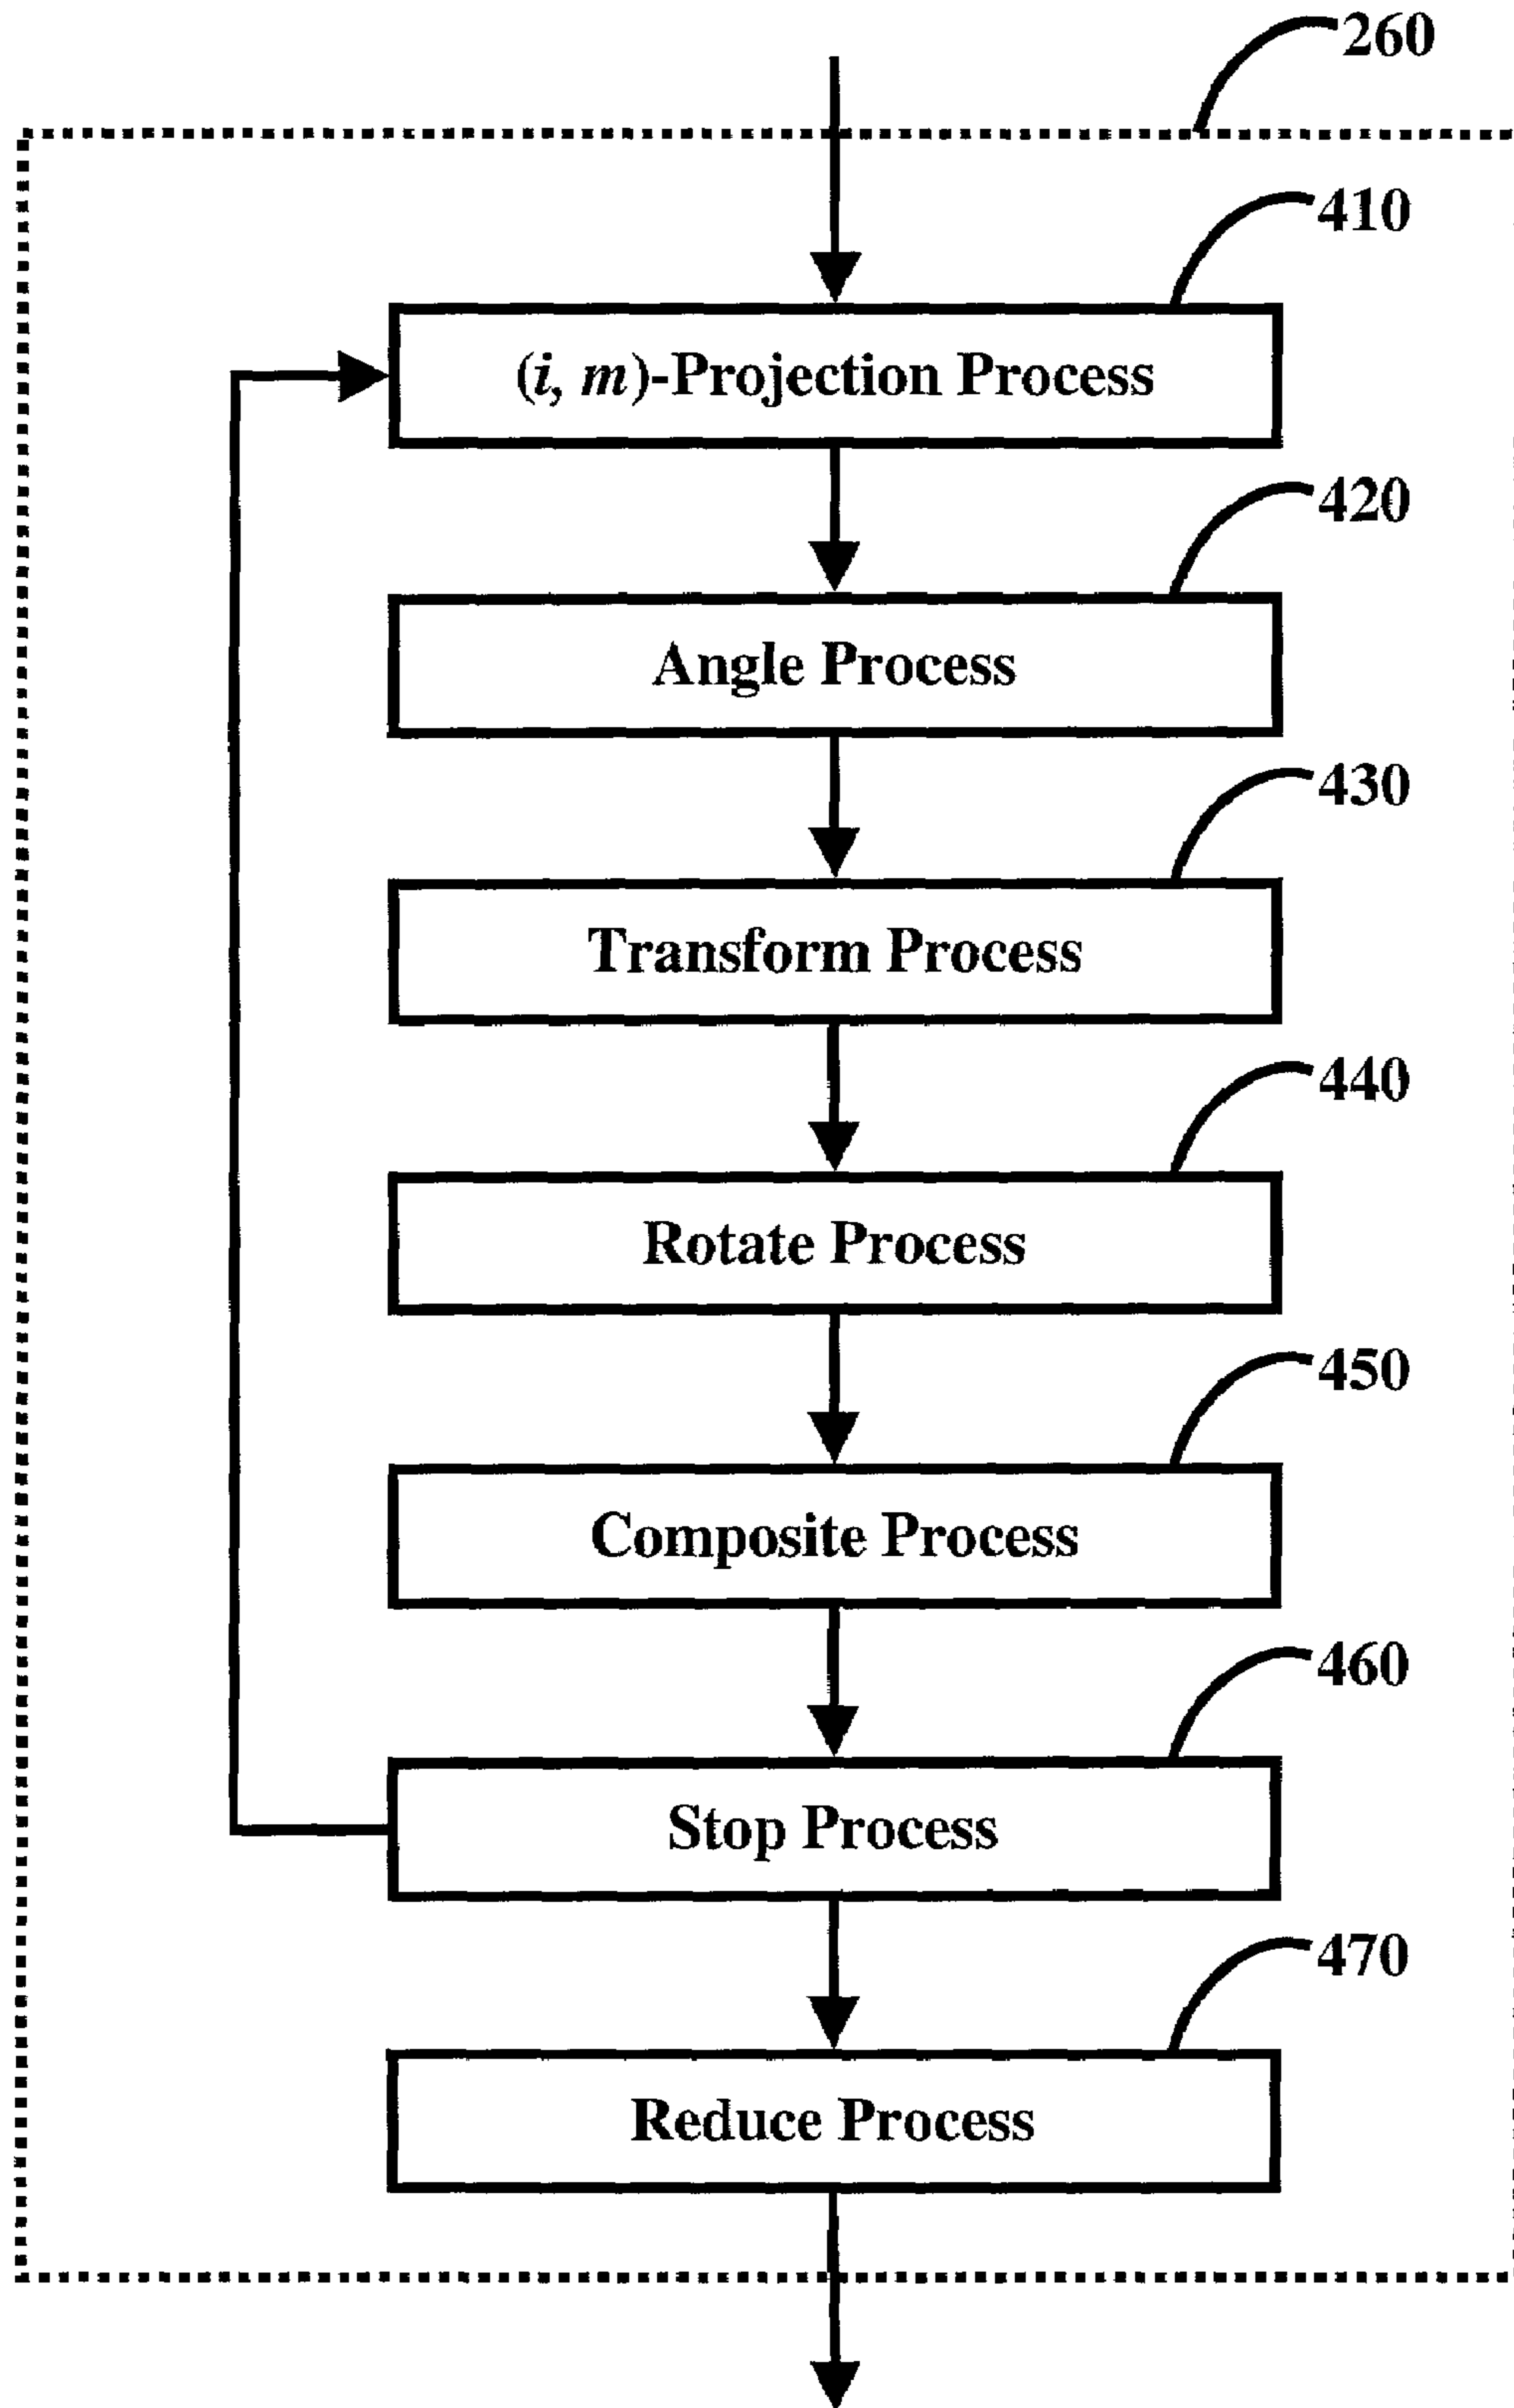 260
410
(i, m)-Projection Process
420
Angle Process
430
Transform Process
440
Rotate Process
450
Composite Process
460
Stop Process
470
Reduce Process